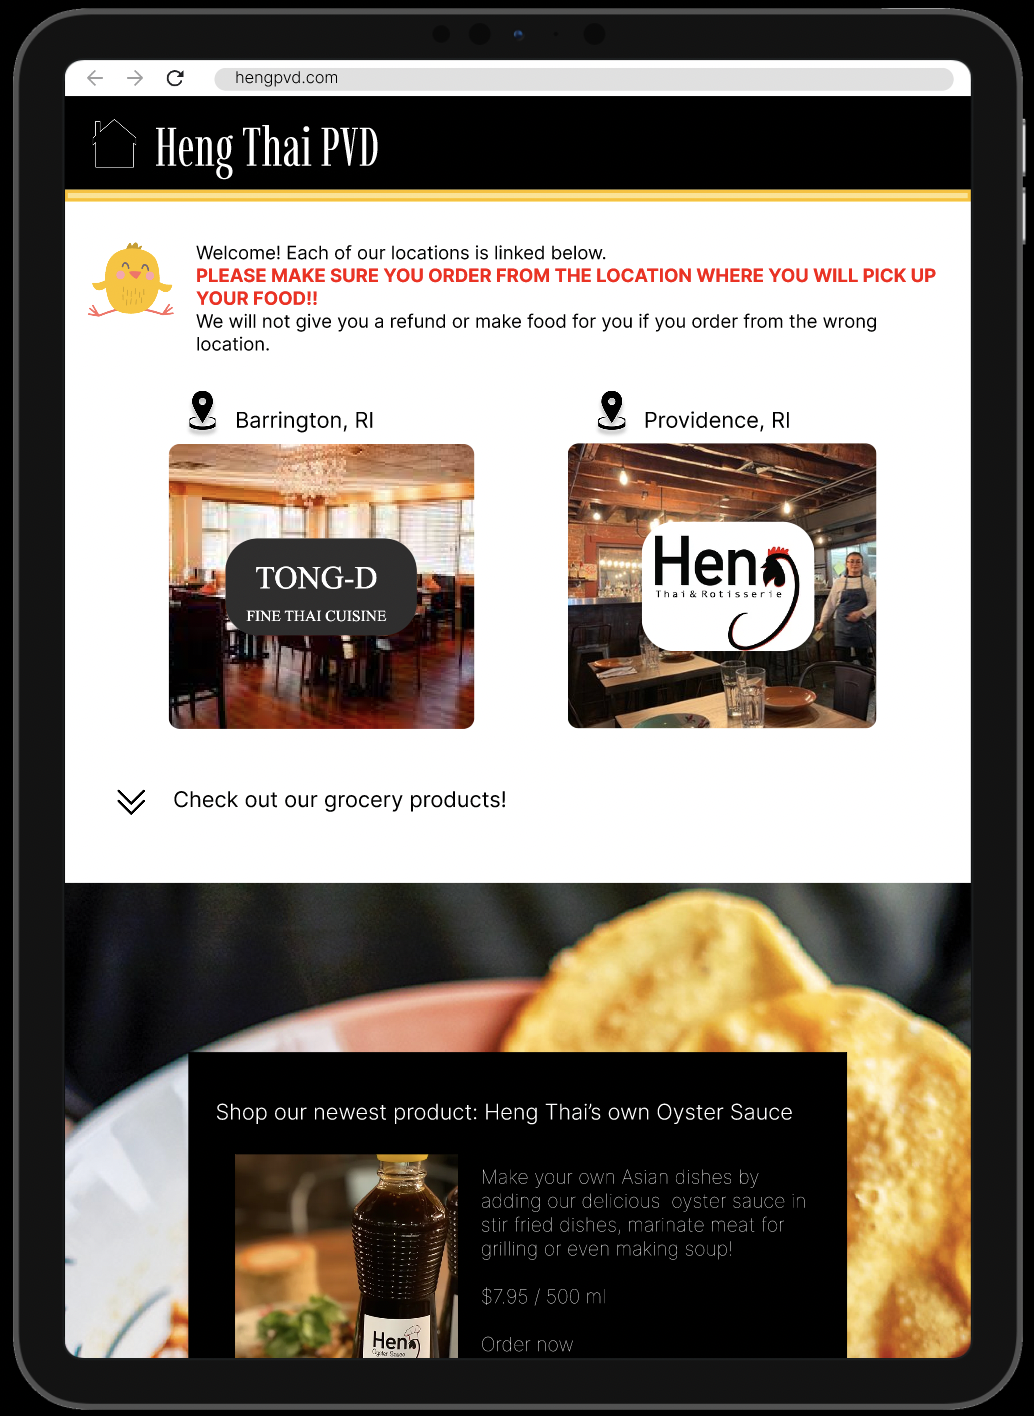 hengpvd.com
Heng Thai PVD
Welcome! Each of our locations is linked below.
PLEASE MAKE SURE YOU ORDER FROM THE LOCATION WHERE YOU WILL PICK UP
YOUR FOOD!!
We will not give you a refund or make food for you if you order from the wrong
location.
Barrington, RI
Providence, RI
TONG-D
FINE THAI CUISINE
Heng
Thai & Rotisserie
Check out our grocery products!
Shop our newest product: Heng Thai’s own Oyster Sauce
Make your own Asian dishes by
adding our delicious  oyster sauce in
stir fried dishes, marinate meat for
grilling or even making soup!
$7.95 / 500 ml
Order now
Heng
Oyster Sauce